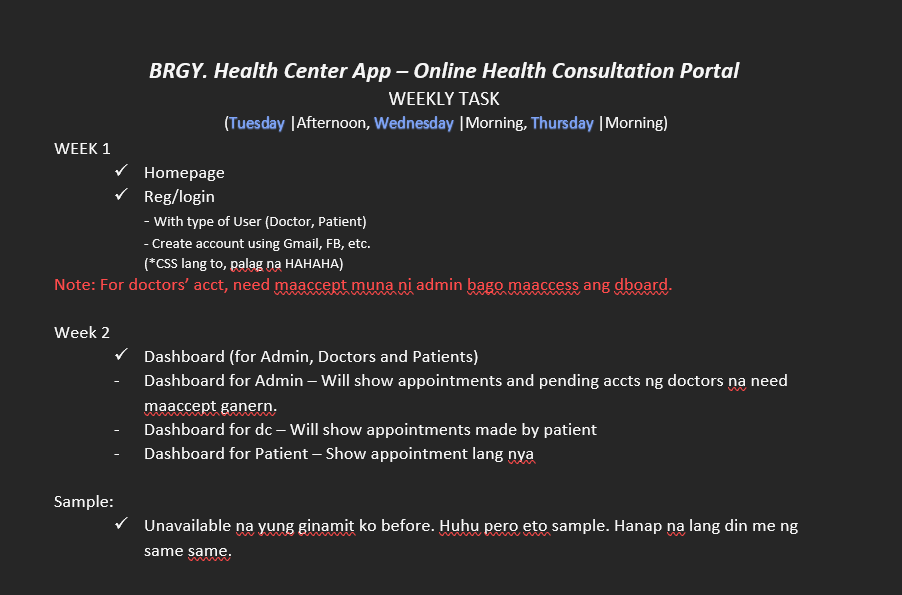 BRGY. Health Center App – Online Health Consultation Portal
WEEKLY TASK
(Tuesday |Afternoon, Wednesday |Morning, Thursday |Morning)
WEEK 1
✓ Homepage
✓ Reg/login
- With type of User (Doctor, Patient)
- Create account using Gmail, FB, etc.
(*CSS lang to, palag na HAHAHA)
Note: For doctors’ acct, need maaccept muna ni admin bago maaccess ang dboard.
Week 2
✓ Dashboard (for Admin, Doctors and Patients)
- Dashboard for Admin – Will show appointments and pending accts ng doctors na need
maaccept ganern.
- Dashboard for dc – Will show appointments made by patient
- Dashboard for Patient – Show appointment lang nya
Sample:
✓ Unavailable na yung ginamit ko before. Huhu pero eto sample. Hanap na lang din me ng
same same.